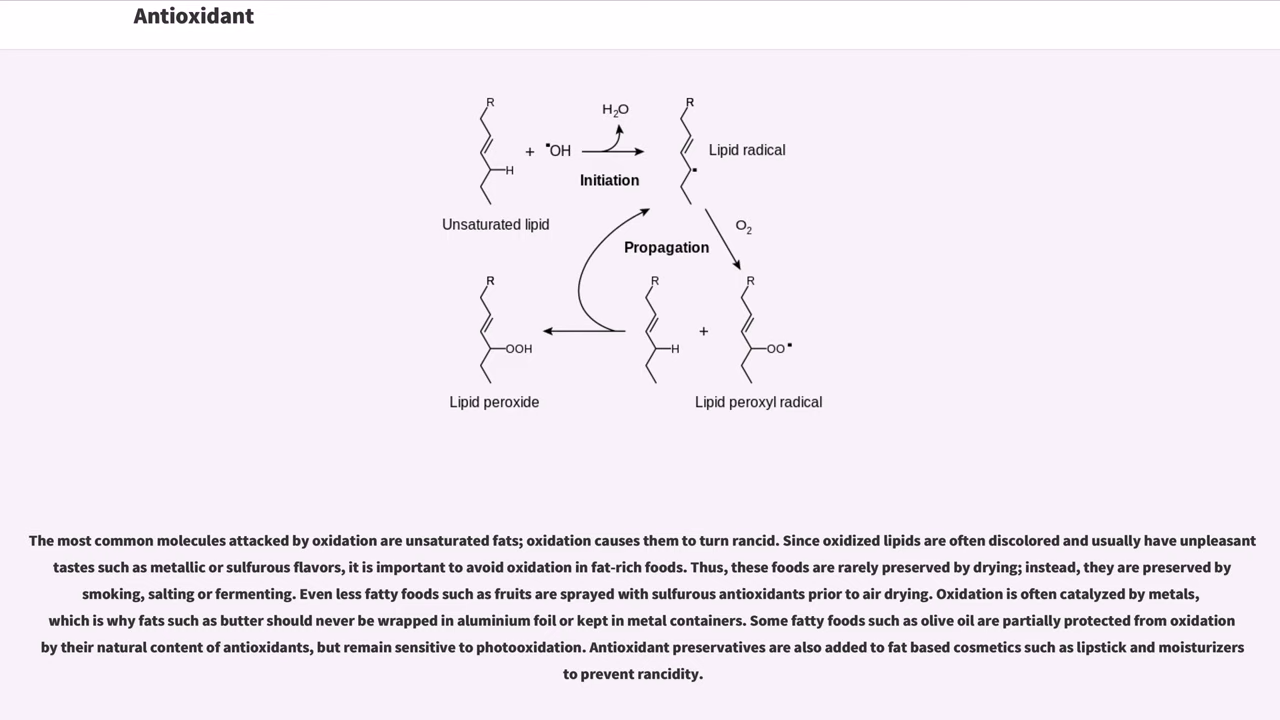 Antioxidant
R
H₂O
R
+ •OH
Lipid radical
H
Initiation
Unsaturated lipid
O₂
Propagation
R
R
R
+
OOH
H
OO•
Lipid peroxide
Lipid peroxyl radical
The most common molecules attacked by oxidation are unsaturated fats; oxidation causes them to turn rancid. Since oxidized lipids are often discolored and usually have unpleasant
tastes such as metallic or sulfurous flavors, it is important to avoid oxidation in fat-rich foods. Thus, these foods are rarely preserved by drying; instead, they are preserved by
smoking, salting or fermenting. Even less fatty foods such as fruits are sprayed with sulfurous antioxidants prior to air drying. Oxidation is often catalyzed by metals,
which is why fats such as butter should never be wrapped in aluminium foil or kept in metal containers. Some fatty foods such as olive oil are partially protected from oxidation
by their natural content of antioxidants, but remain sensitive to photooxidation. Antioxidant preservatives are also added to fat based cosmetics such as lipstick and moisturizers
to prevent rancidity.